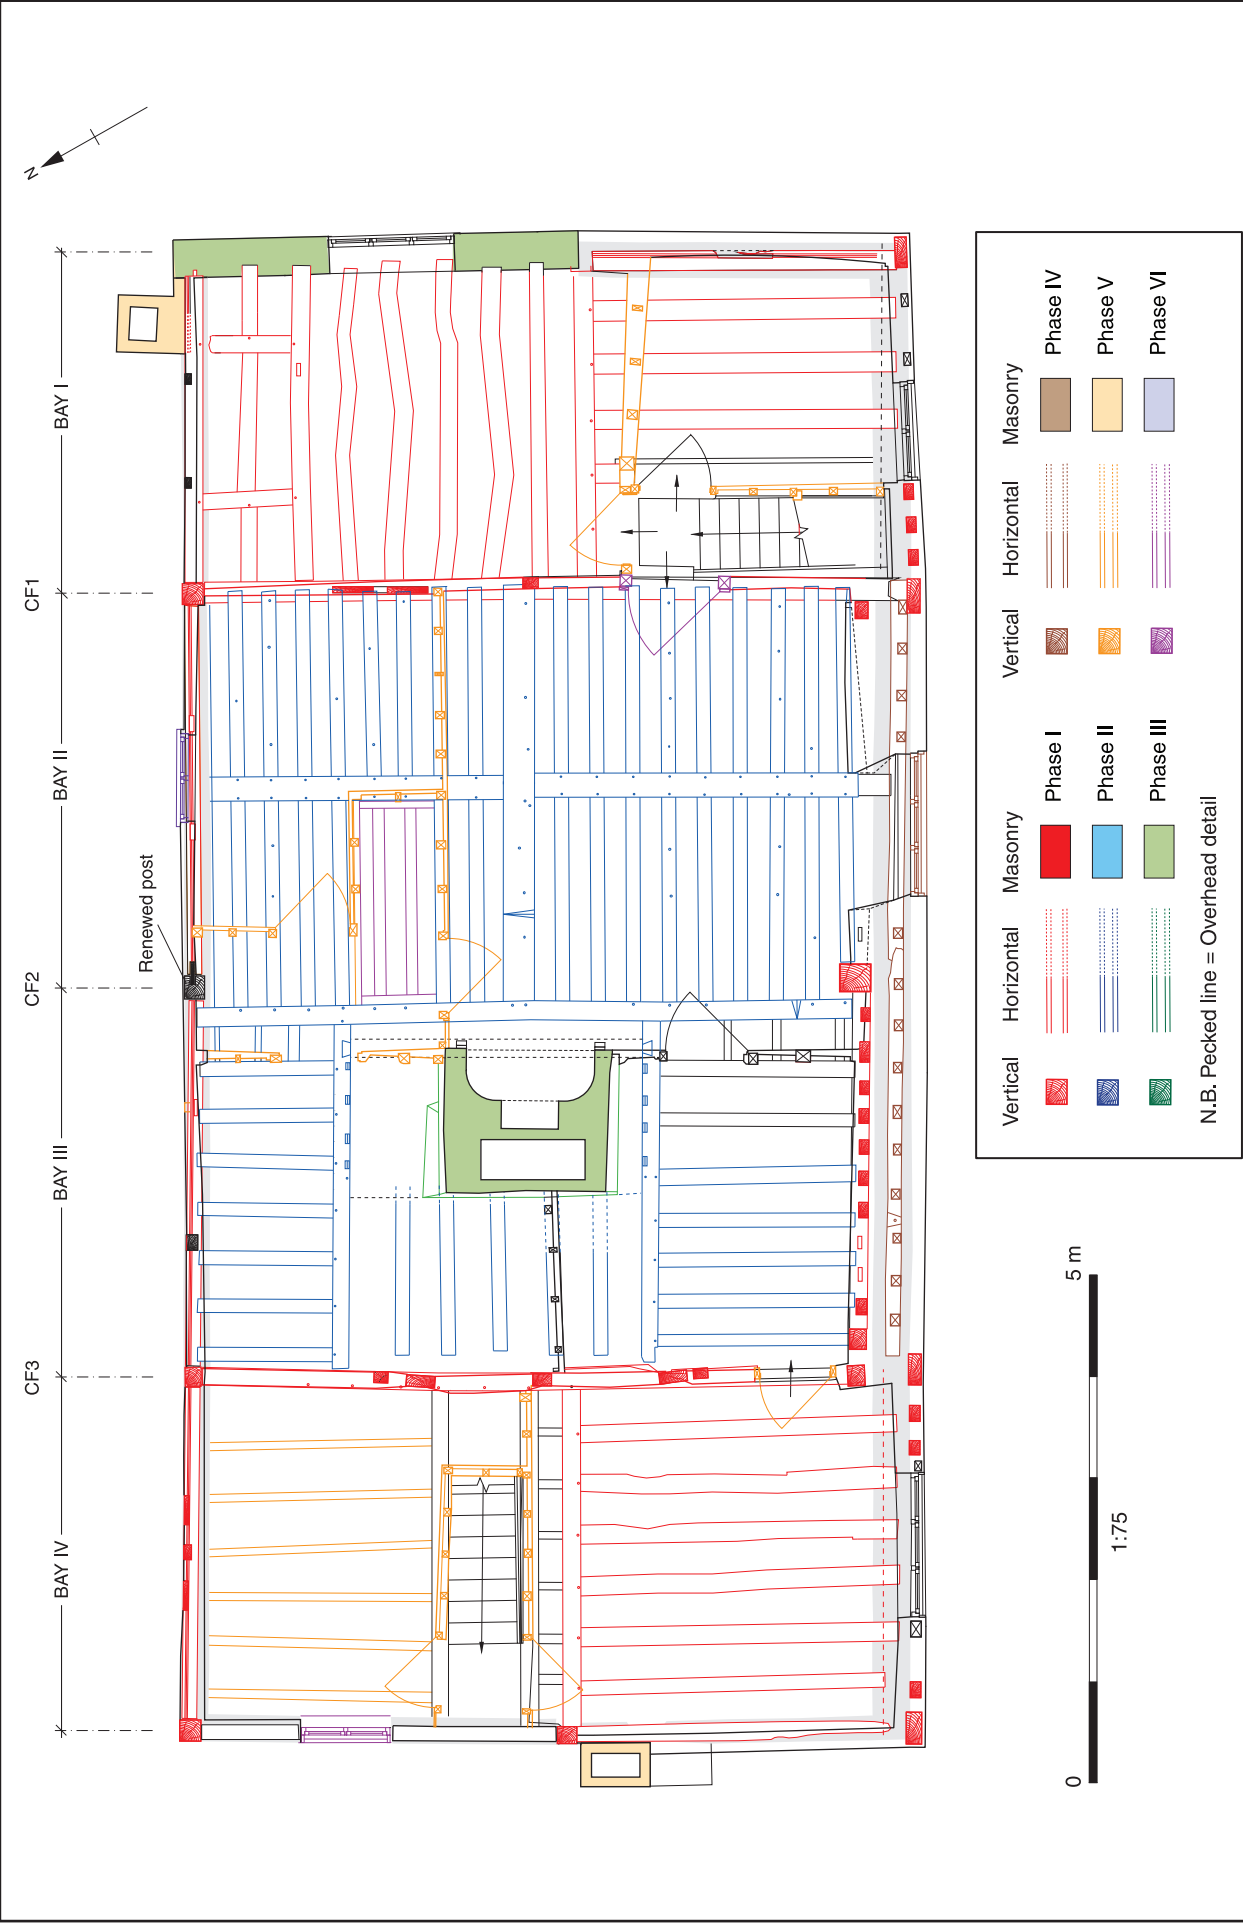 BAY IV
CF3
BAY III
CF2
BAY II
CF1
BAY I
N
Renewed post
0
5 m
1:75
Vertical
Horizontal
Masonry
Phase I
Phase II
Phase III
Vertical
Horizontal
Masonry
Phase IV
Phase V
Phase VI
N.B. Pecked line = Overhead detail